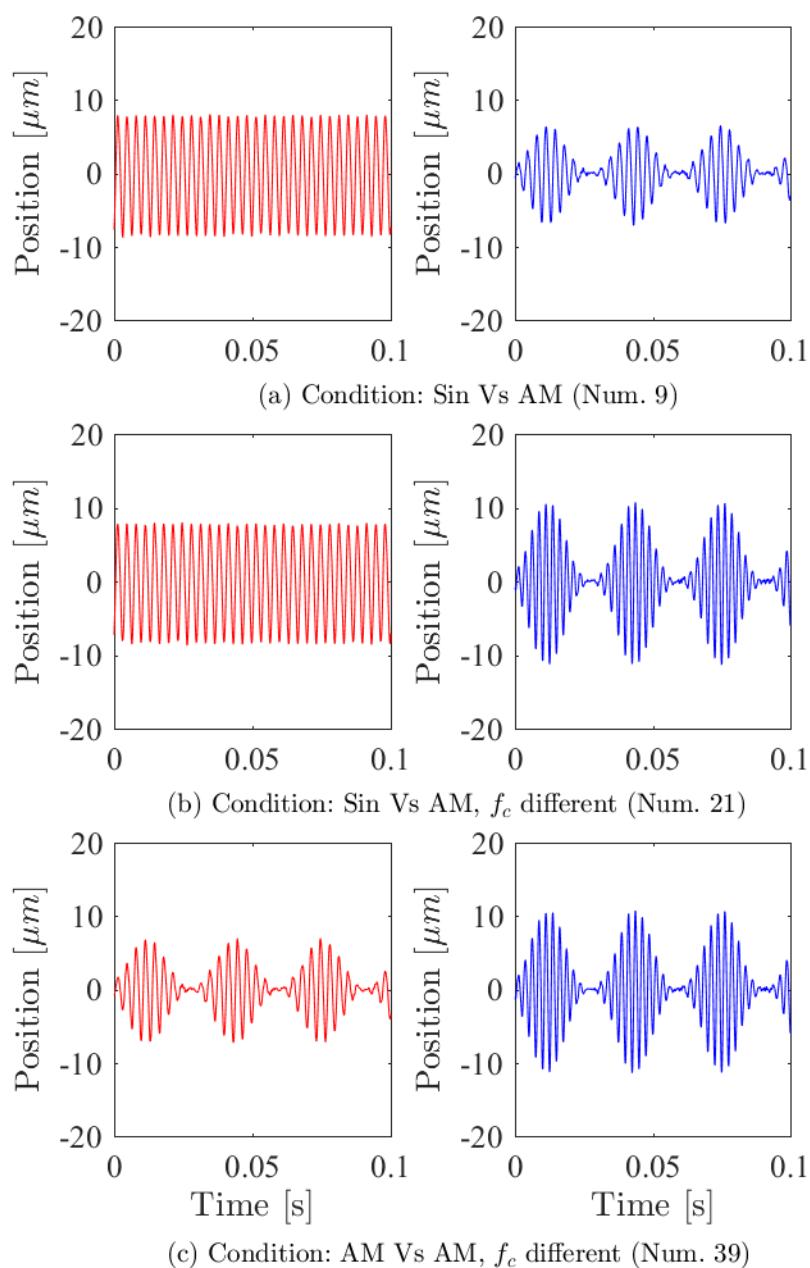 20
10
0
-10
-20
Position [μm]
0 0.05 0.1
20
10
0
-10
-20
Position [μm]
0 0.05 0.1
(a) Condition: Sin Vs AM (Num. 9)
20
10
0
-10
-20
Position [μm]
0 0.05 0.1
20
10
0
-10
-20
Position [μm]
0 0.05 0.1
(b) Condition: Sin Vs AM, f_c different (Num. 21)
20
10
0
-10
-20
Position [μm]
0 0.05 0.1
Time [s]
20
10
0
-10
-20
Position [μm]
0 0.05 0.1
Time [s]
(c) Condition: AM Vs AM, f_c different (Num. 39)